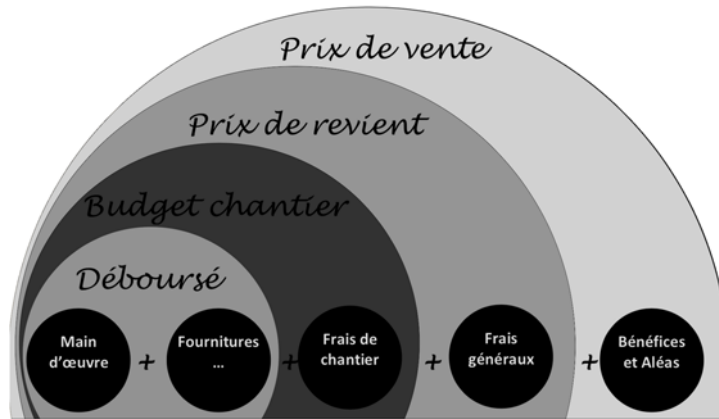 Prix de vente
Prix de revient
Budget chantier
Déboursé
Main
d'œuvre
+
Fournitures
...
+
Frais de
chantier
+
Frais
généraux
+
Bénéfices
et Aléas